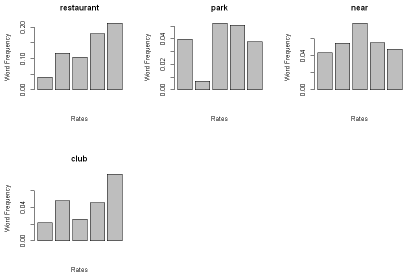 restaurant
Word Frequency
0.00
0.10
0.20
Rates
park
Word Frequency
0.00
0.02
0.04
Rates
near
Word Frequency
0.00
0.04
Rates
club
Word Frequency
0.00
0.04
Rates